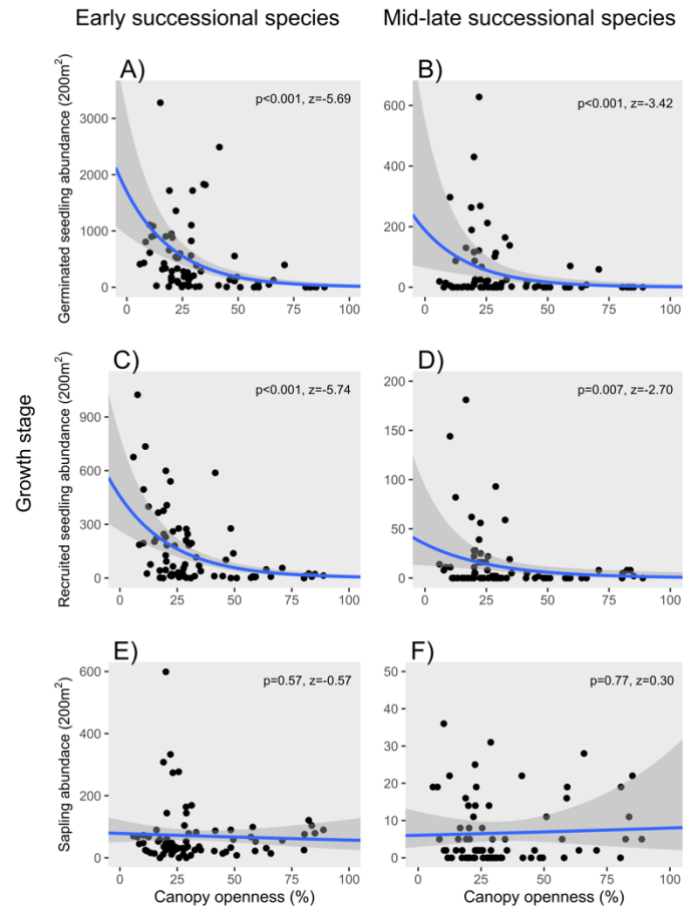 Early successional species
Mid-late successional species
A)
B)
p<0.001, z=-5.69
p<0.001, z=-3.42
Germinated seedling abundance (200m²)
3000
2000
1000
0
600
400
200
0
0 25 50 75 100
0 25 50 75 100
C)
D)
p<0.001, z=-5.74
p=0.007, z=-2.70
Growth stage
Recruited seedling abundance (200m²)
900
600
300
0
200
150
100
50
0
0 25 50 75 100
0 25 50 75 100
E)
F)
p=0.57, z=-0.57
p=0.77, z=0.30
Sapling abundace (200m²)
600
400
200
0
50
40
30
20
10
0
0 25 50 75 100
0 25 50 75 100
Canopy openness (%)
Canopy openness (%)